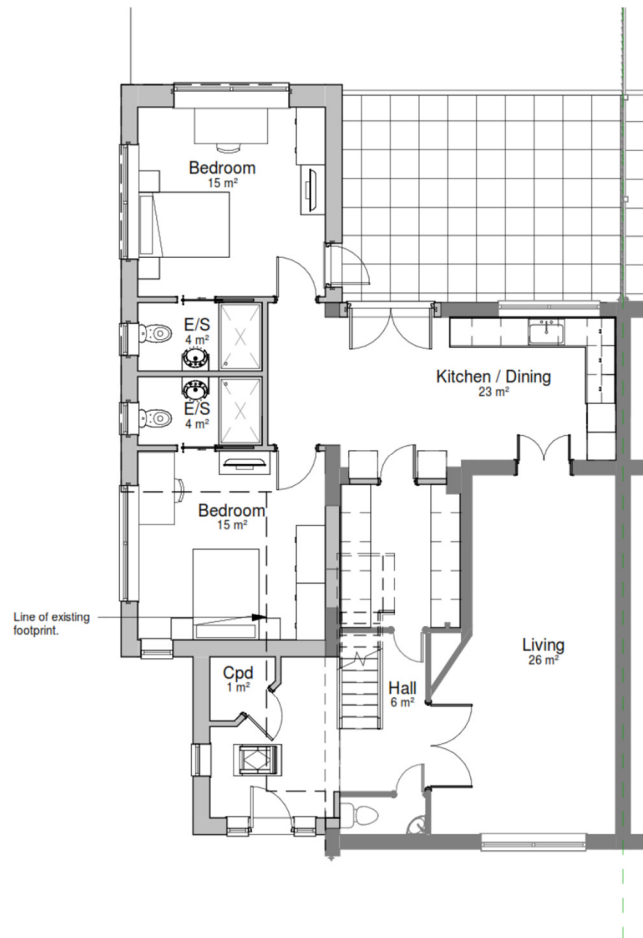 Bedroom
15 m²
E/S
4 m²
Kitchen / Dining
23 m²
E/S
4 m²
Bedroom
15 m²
Line of existing
footprint.
Living
26 m²
Cpd
1 m²
Hall
6 m²